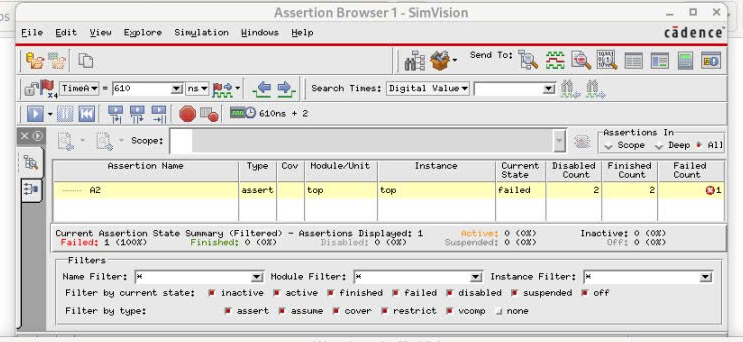 Assertion Browser 1 - SimVision
File Edit View Explore Simulation Windows Help cādence
Send To:
x4 TimeA = 610 ns Search Times: Digital Value
610ns + 2
Scope: Assertions In
Scope Deep All
Assertion Name Type Cov Module/Unit Instance Current State Disabled Count Finished Count Failed Count
A2 assert top top failed 2 2 1
Current Assertion State Summary (Filtered) - Assertions Displayed: 1 Active: 0 (0%) Inactive: 0 (0%)
Failed: 1 (100%) Finished: 0 (0%) Disabled: 0 (0%) Suspended: 0 (0%) Off: 0 (0%)
Filters
Name Filter: * Module Filter: * Instance Filter: *
Filter by current state: inactive active finished failed disabled suspended off
Filter by type: assert assume cover restrict vcomp none